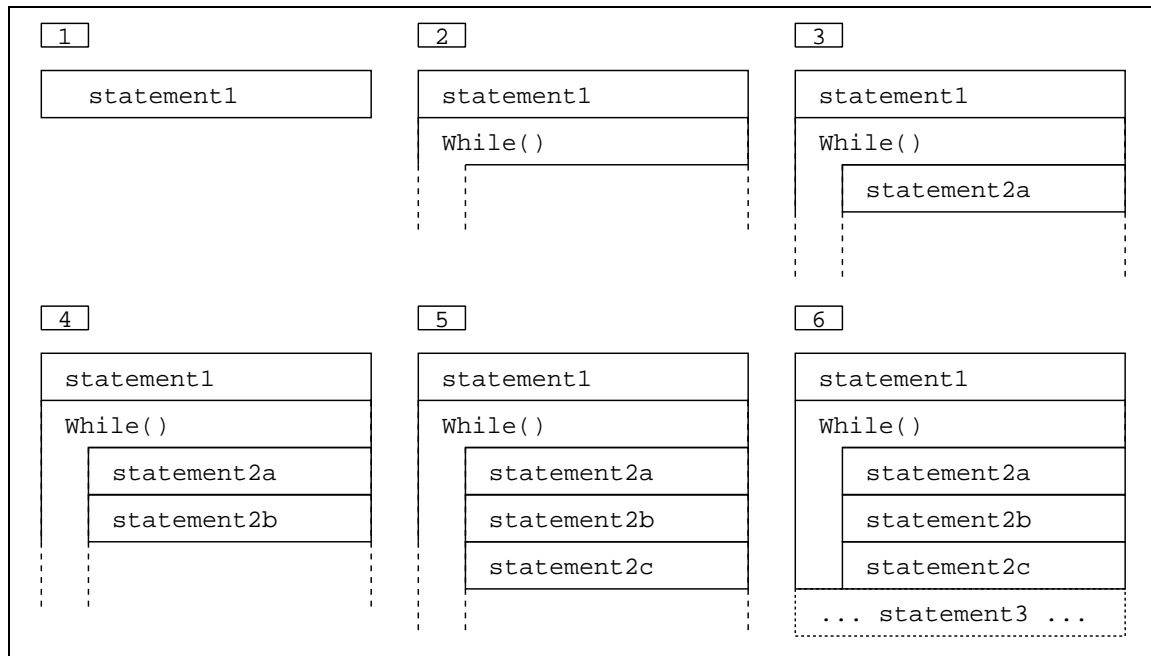 1
statement1
2
statement1
While()
3
statement1
While()
statement2a
4
statement1
While()
statement2a
statement2b
5
statement1
While()
statement2a
statement2b
statement2c
6
statement1
While()
statement2a
statement2b
statement2c
... statement3 ...